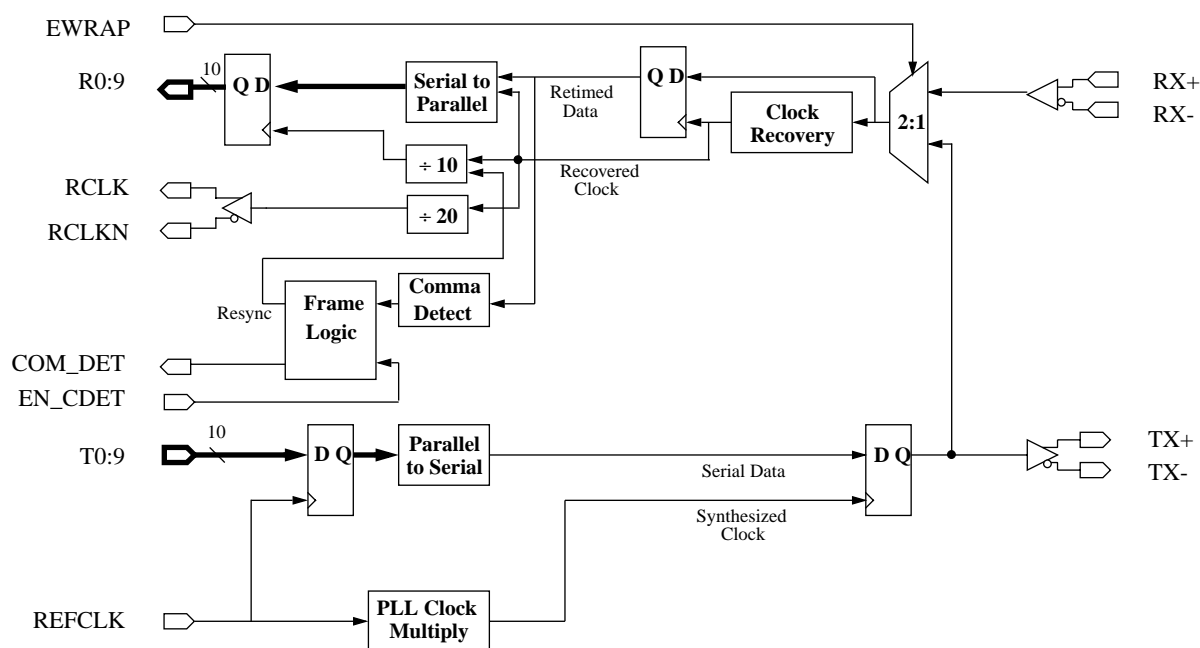 EWRAP
R0:9
10
Q D
Serial to
Parallel
Retimed
Data
Q D
Clock
Recovery
2:1
RX+
RX-
÷ 10
Recovered
Clock
RCLK
÷ 20
RCLKN
Resync
Frame
Logic
Comma
Detect
COM_DET
EN_CDET
T0:9
10
D Q
Parallel
to Serial
Serial Data
D Q
TX+
TX-
Synthesized
Clock
REFCLK
PLL Clock
Multiply